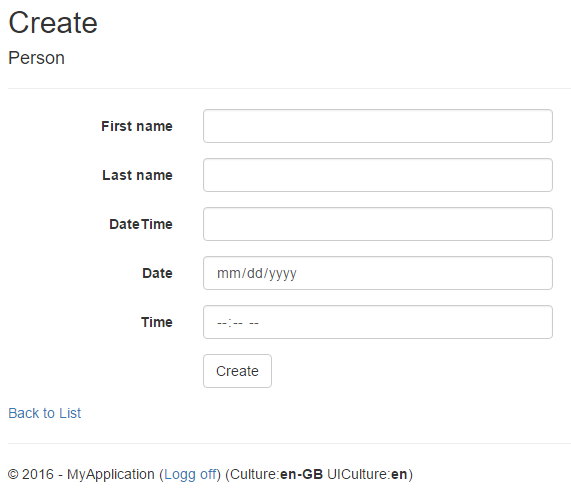 Create
Person
First name
Last name
DateTime
Date mm/dd/yyyy
Time --:-- --
Create
Back to List
© 2016 - MyApplication (Logg off) (Culture:en-GB UICulture:en)